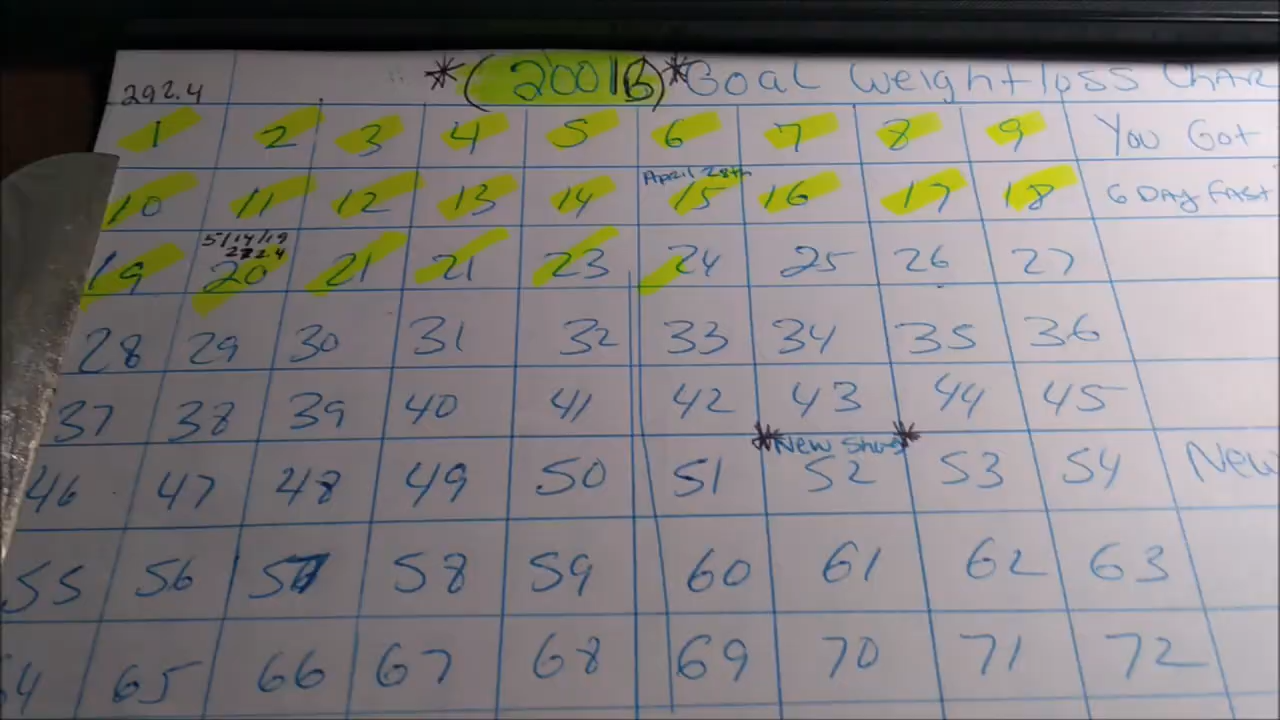 292.4 *(200lB)* Goal Weightloss Char
1 2 3 4 5 6 7 8 9 You Got
April 28th
10 11 12 13 14 15 16 17 18 6 Day Fast
5/14/19
272.4
19 20 21 21 23 24 25 26 27
28 29 30 31 32 33 34 35 36
37 38 39 40 41 42 43 44 45
*New Shoes*
46 47 48 49 50 51 52 53 54 New
55 56 57 58 59 60 61 62 63
64 65 66 67 68 69 70 71 72